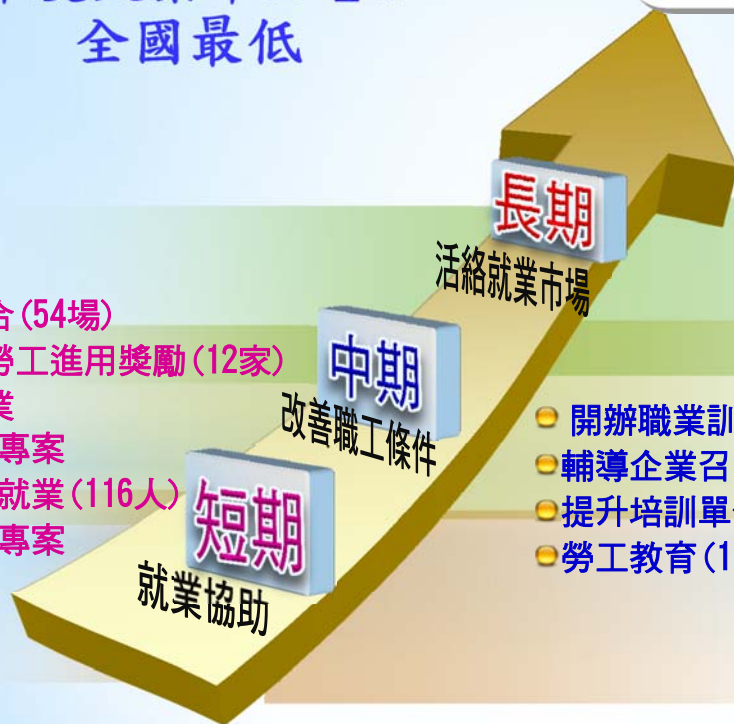 全國最低
長期
活絡就業市場
合(54場)
勞工進用獎勵(12家)
業
專案
就業(116人)
專案
中期
改善職工條件
短期
就業協助
開辦職業訓
輔導企業召
提升培訓單
勞工教育(1